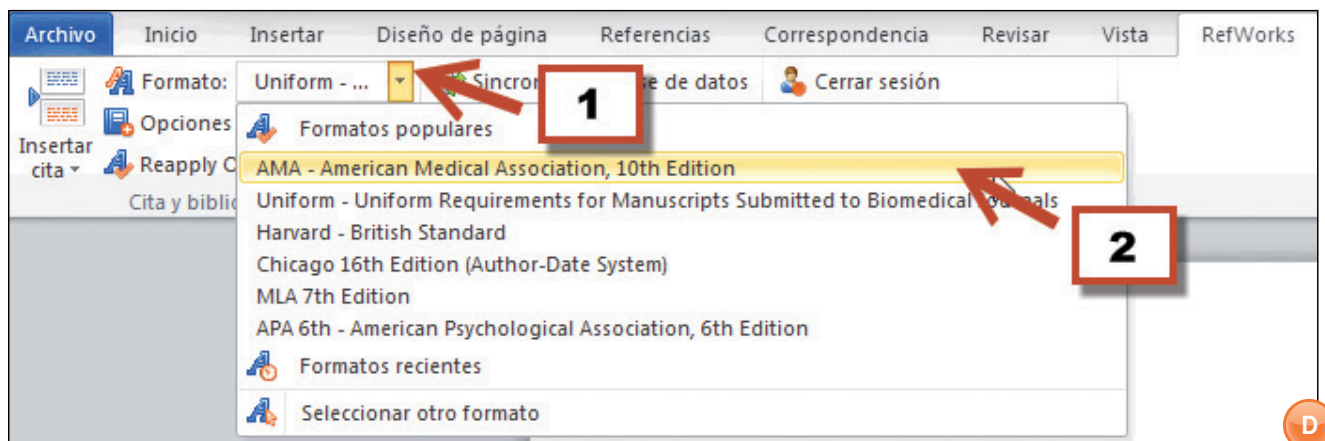 Archivo Inicio Insertar Diseño de página Referencias Correspondencia Revisar Vista RefWorks
Formato: Uniform - ... Sincron e de datos Cerrar sesión
1
Opciones
Formatos populares
Insertar
cita
Reapply O
AMA - American Medical Association, 10th Edition
Cita y biblio
Uniform - Uniform Requirements for Manuscripts Submitted to Biomedical Journals
2
Harvard - British Standard
Chicago 16th Edition (Author-Date System)
MLA 7th Edition
APA 6th - American Psychological Association, 6th Edition
Formatos recientes
Seleccionar otro formato
D